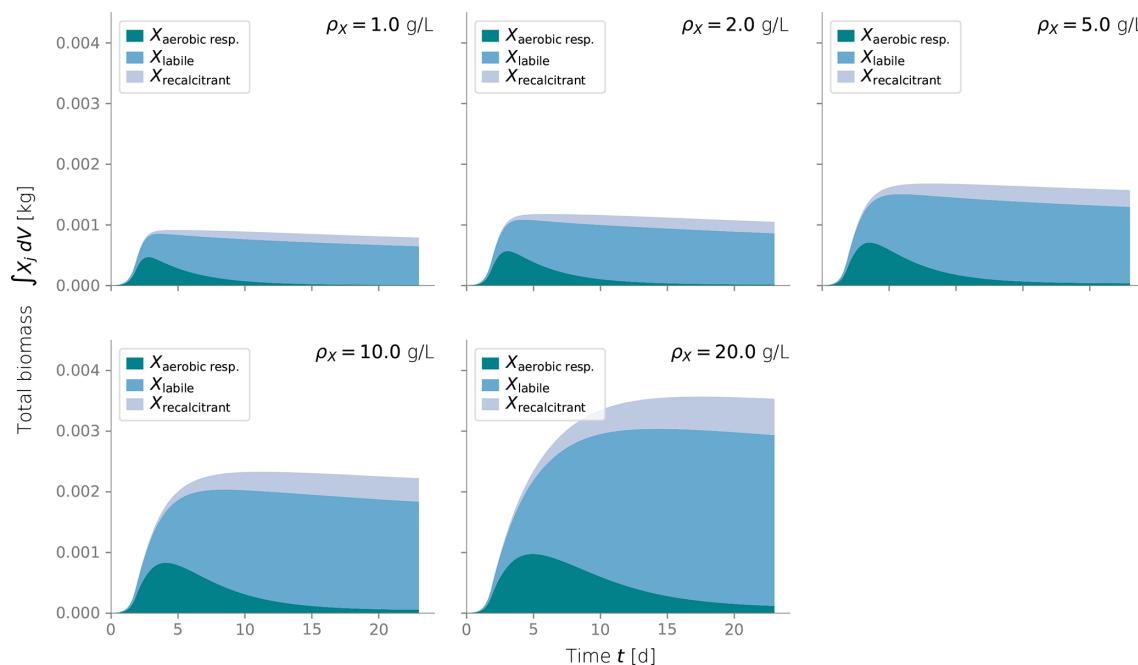 ρ_X = 1.0 g/L
X_aerobic resp.
X_labile
X_recalcitrant
0.004
0.003
0.002
0.001
0.000
ρ_X = 2.0 g/L
X_aerobic resp.
X_labile
X_recalcitrant
ρ_X = 5.0 g/L
X_aerobic resp.
X_labile
X_recalcitrant
Total biomass ∫X_j dV [kg]
ρ_X = 10.0 g/L
X_aerobic resp.
X_labile
X_recalcitrant
0.004
0.003
0.002
0.001
0.000
0 5 10 15 20
ρ_X = 20.0 g/L
X_aerobic resp.
X_labile
X_recalcitrant
0 5 10 15 20
Time t [d]